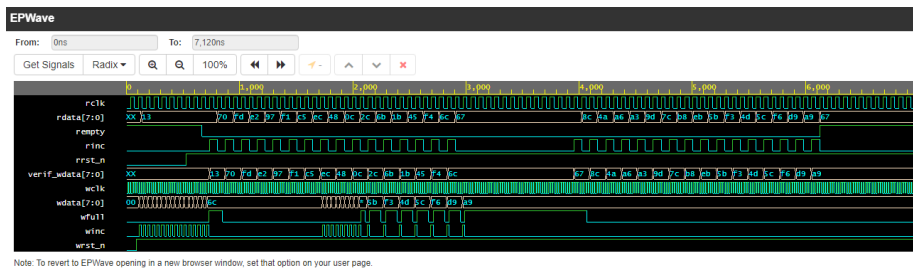 EPWave
From: 0ns To: 7,120ns
Get Signals Radix 100%
0 1,000 2,000 3,000 4,000 5,000 6,000
rclk
rdata[7:0] XX 13 70 fd e2 97 f1 c5 ec 48 0c 2c 6b 1b 45 f4 6c 67 8c 4a a6 a3 9d 7c b8 eb 5b f3 4d 5c f6 d9 a9 67
rempty
rinc
rrst_n
verif_wdata[7:0] XX 13 70 fd e2 97 f1 c5 ec 48 0c 2c 6b 1b 45 f4 6c 67 8c 4a a6 a3 9d 7c b8 eb 5b f3 4d 5c f6 d9 a9
wclk
wdata[7:0] 00 6c * 5b f3 4d 5c f6 d9 a9
wfull
winc
wrst_n
Note: To revert to EPWave opening in a new browser window, set that option on your user page.